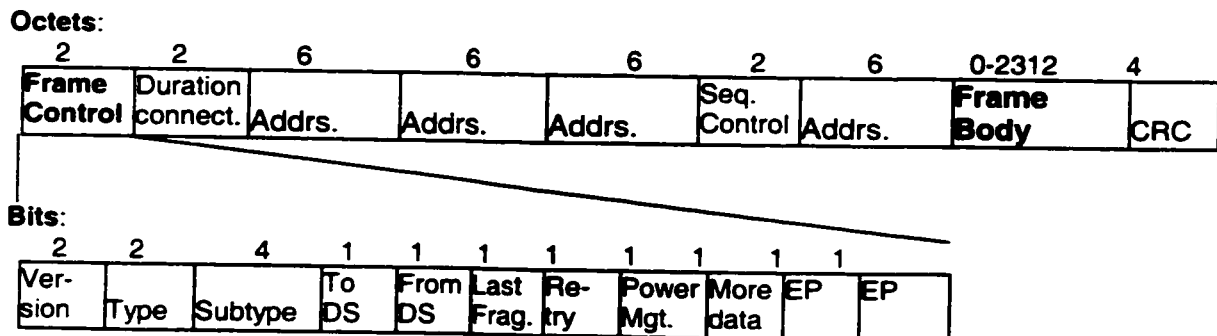 Octets:
2 2 6 6 6 2 6 0-2312 4
Frame Control
Duration connect.
Addrs.
Addrs.
Addrs.
Seq. Control
Addrs.
Frame Body
CRC
Bits:
2 2 4 1 1 1 1 1 1 1 1
Ver-
sion
Type
Subtype
To
DS
From
DS
Last
Frag.
Re-
try
Power
Mgt.
More
data
EP
EP